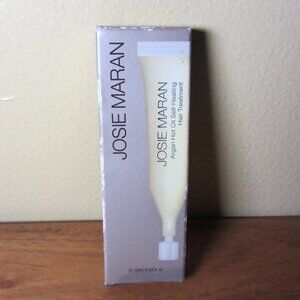 JOSIE MARAN
JOSIE MARAN
Argan Hot Oil Self-Heating
Hair Treatment